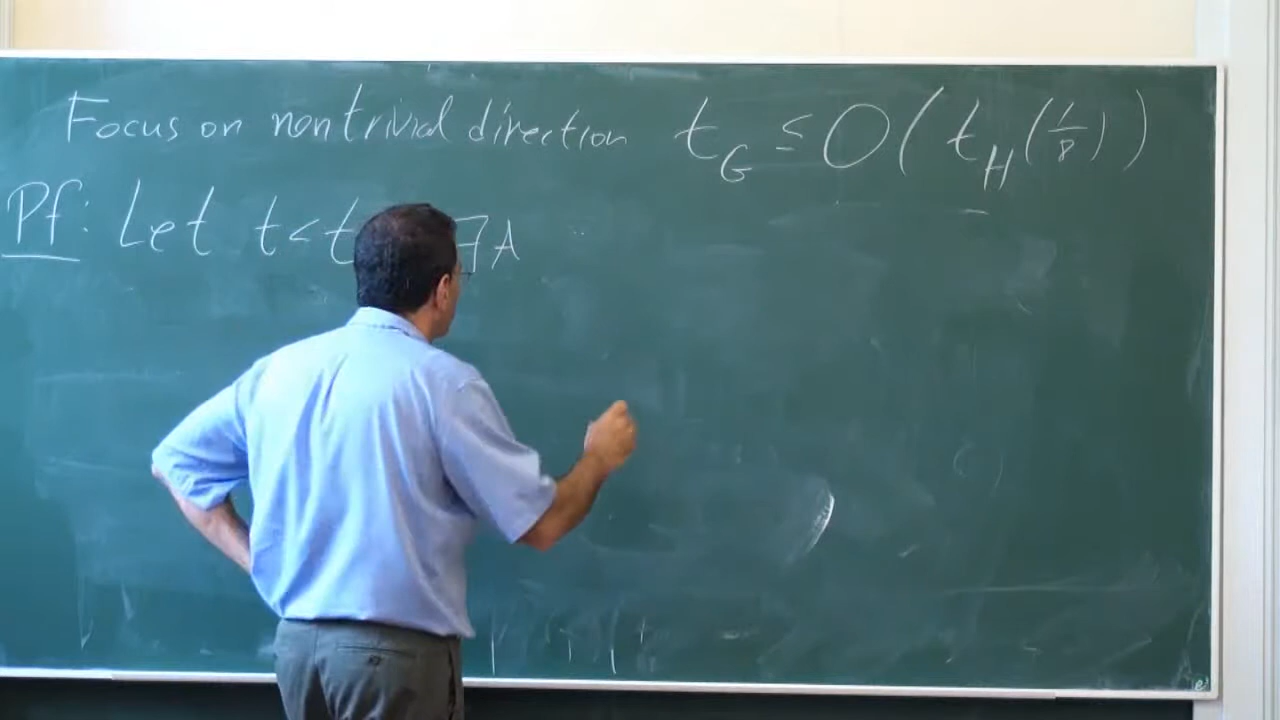 Focus on nontrivial direction t_G ≤ O(t_H(1/8))
Pf: Let t < t ∃ A